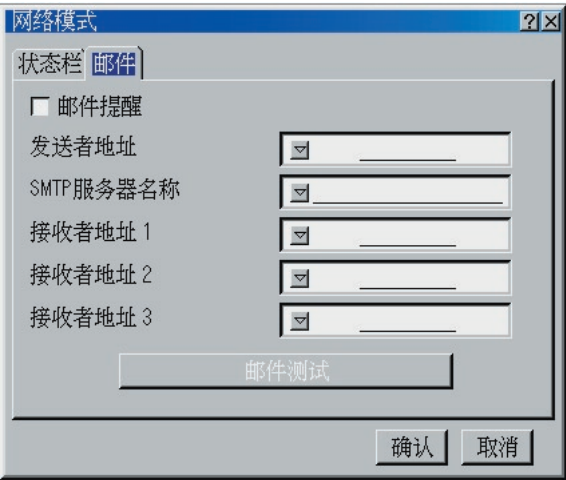 网络模式
状态栏 邮件
邮件提醒
发送者地址
SMTP服务器名称
接收者地址 1
接收者地址 2
接收者地址 3
邮件测试
确认 取消